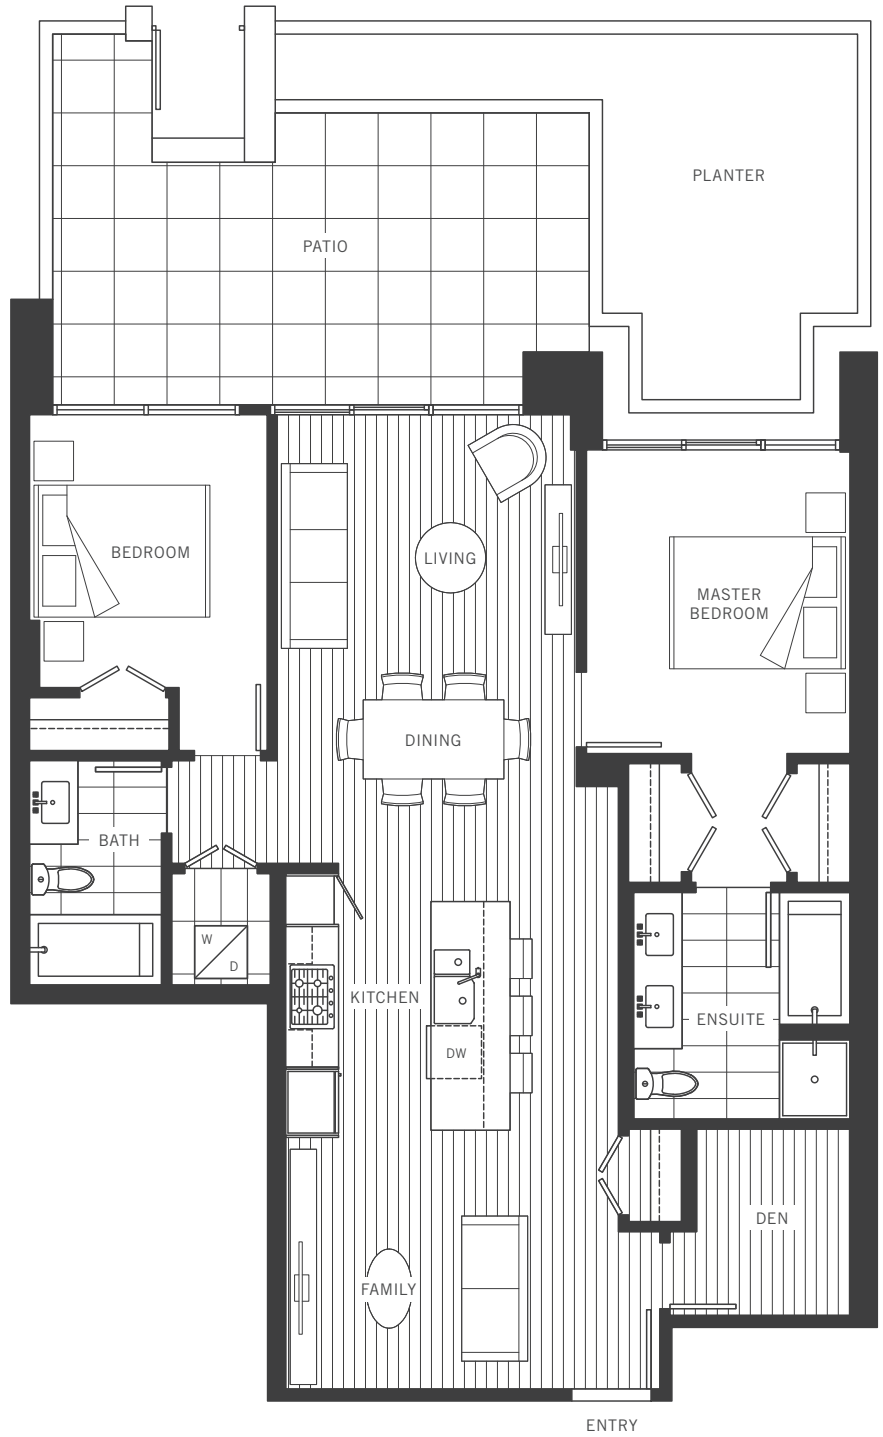 PLANTER
PATIO
BEDROOM
LIVING
MASTER
BEDROOM
DINING
BATH
W
D
KITCHEN
ENSUITE
DW
DEN
FAMILY
ENTRY